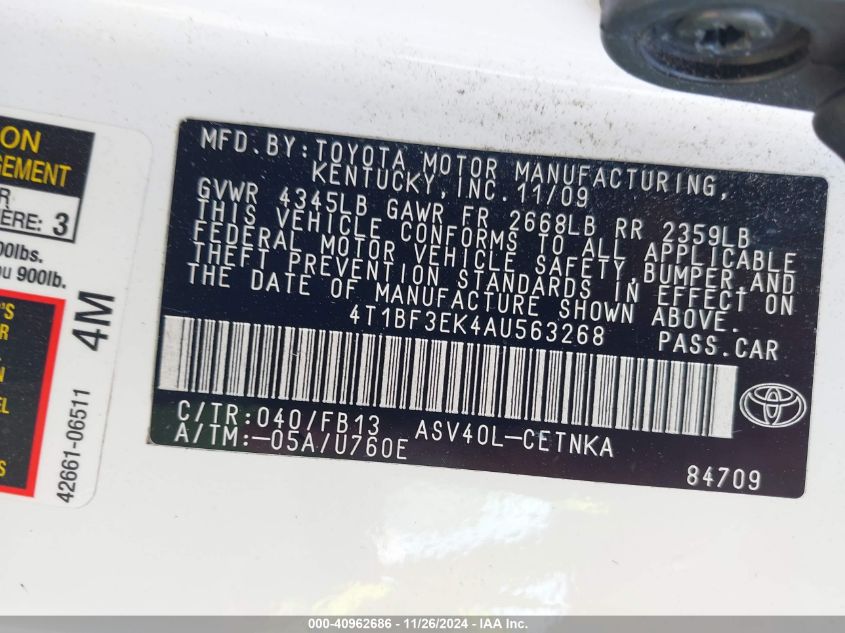 MFD.BY:TOYOTA MOTOR MANUFACTURING,
KENTUCKY,INC.11/09
GVWR 4345LB GAWR FR 2668LB RR 2359LB
THIS VEHICLE CONFORMS TO ALL APPLICABLE
FEDERAL MOTOR VEHICLE SAFETY,BUMPER,AND
THEFT PREVENTION STANDARDS IN EFFECT ON
THE DATE OF MANUFACTURE SHOWN ABOVE.
4T1BF3EK4AU563268 PASS.CAR
C/TR:040/FB13 ASV40L-CETNKA
A/TM:-05A/U760E
84709
ON
3
lbs.
900lb.
4M
42661-06511
000-40962686 - 11/26/2024 - IAA Inc.